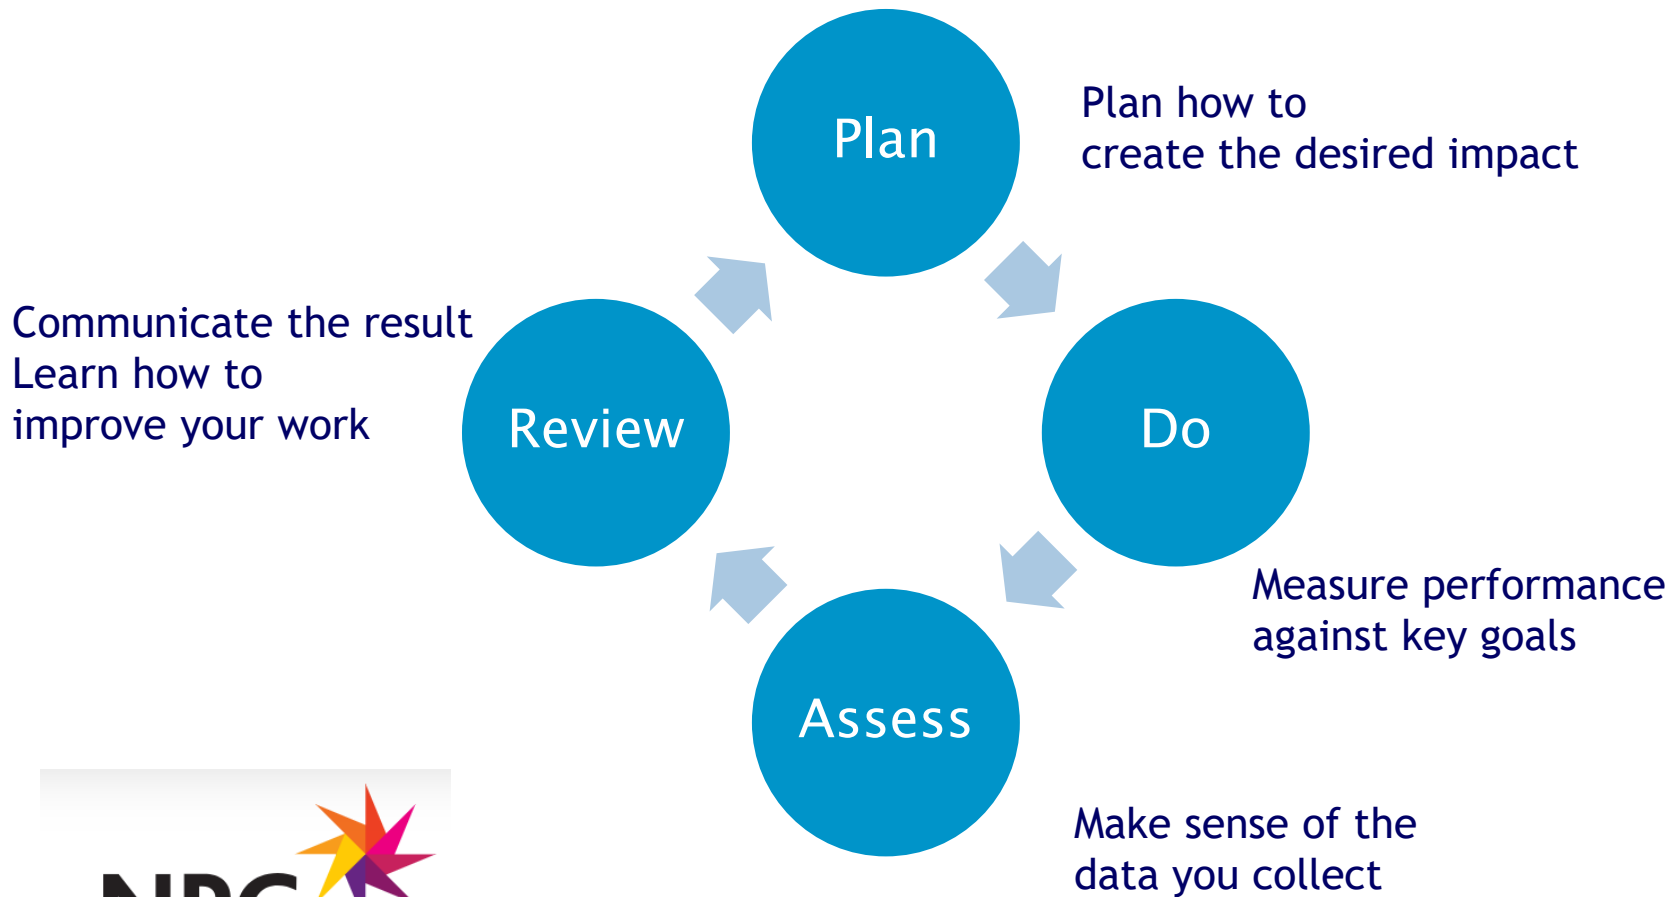 Plan
Plan how to
create the desired impact
Communicate the result
Learn how to
improve your work
Review
Do
Measure performance
against key goals
Assess
Make sense of the
data you collect
NPC